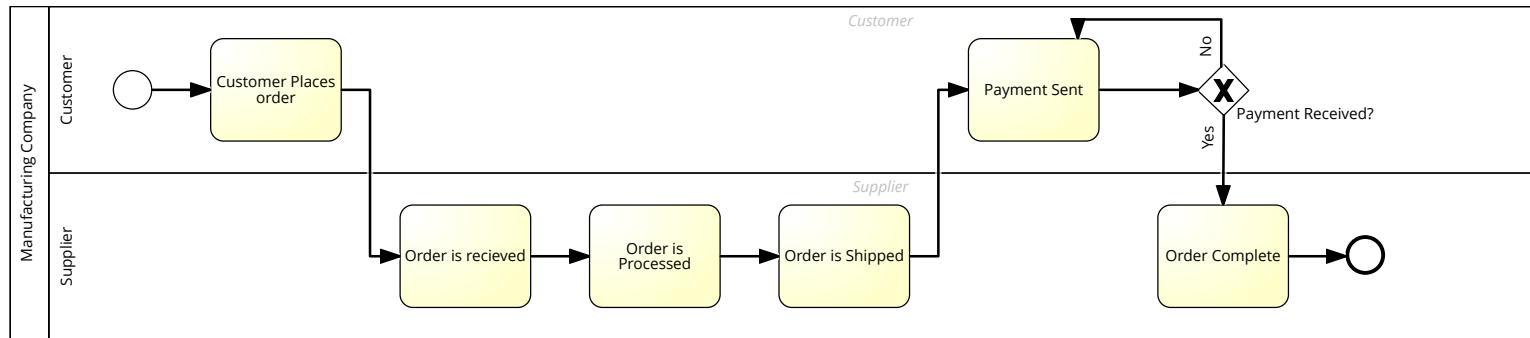 Manufacturing Company
Customer
Customer
Customer Places
order
Payment Sent
No
Payment Received?
Yes
Supplier
Supplier
Order is recieved
Order is
Processed
Order is Shipped
Order Complete